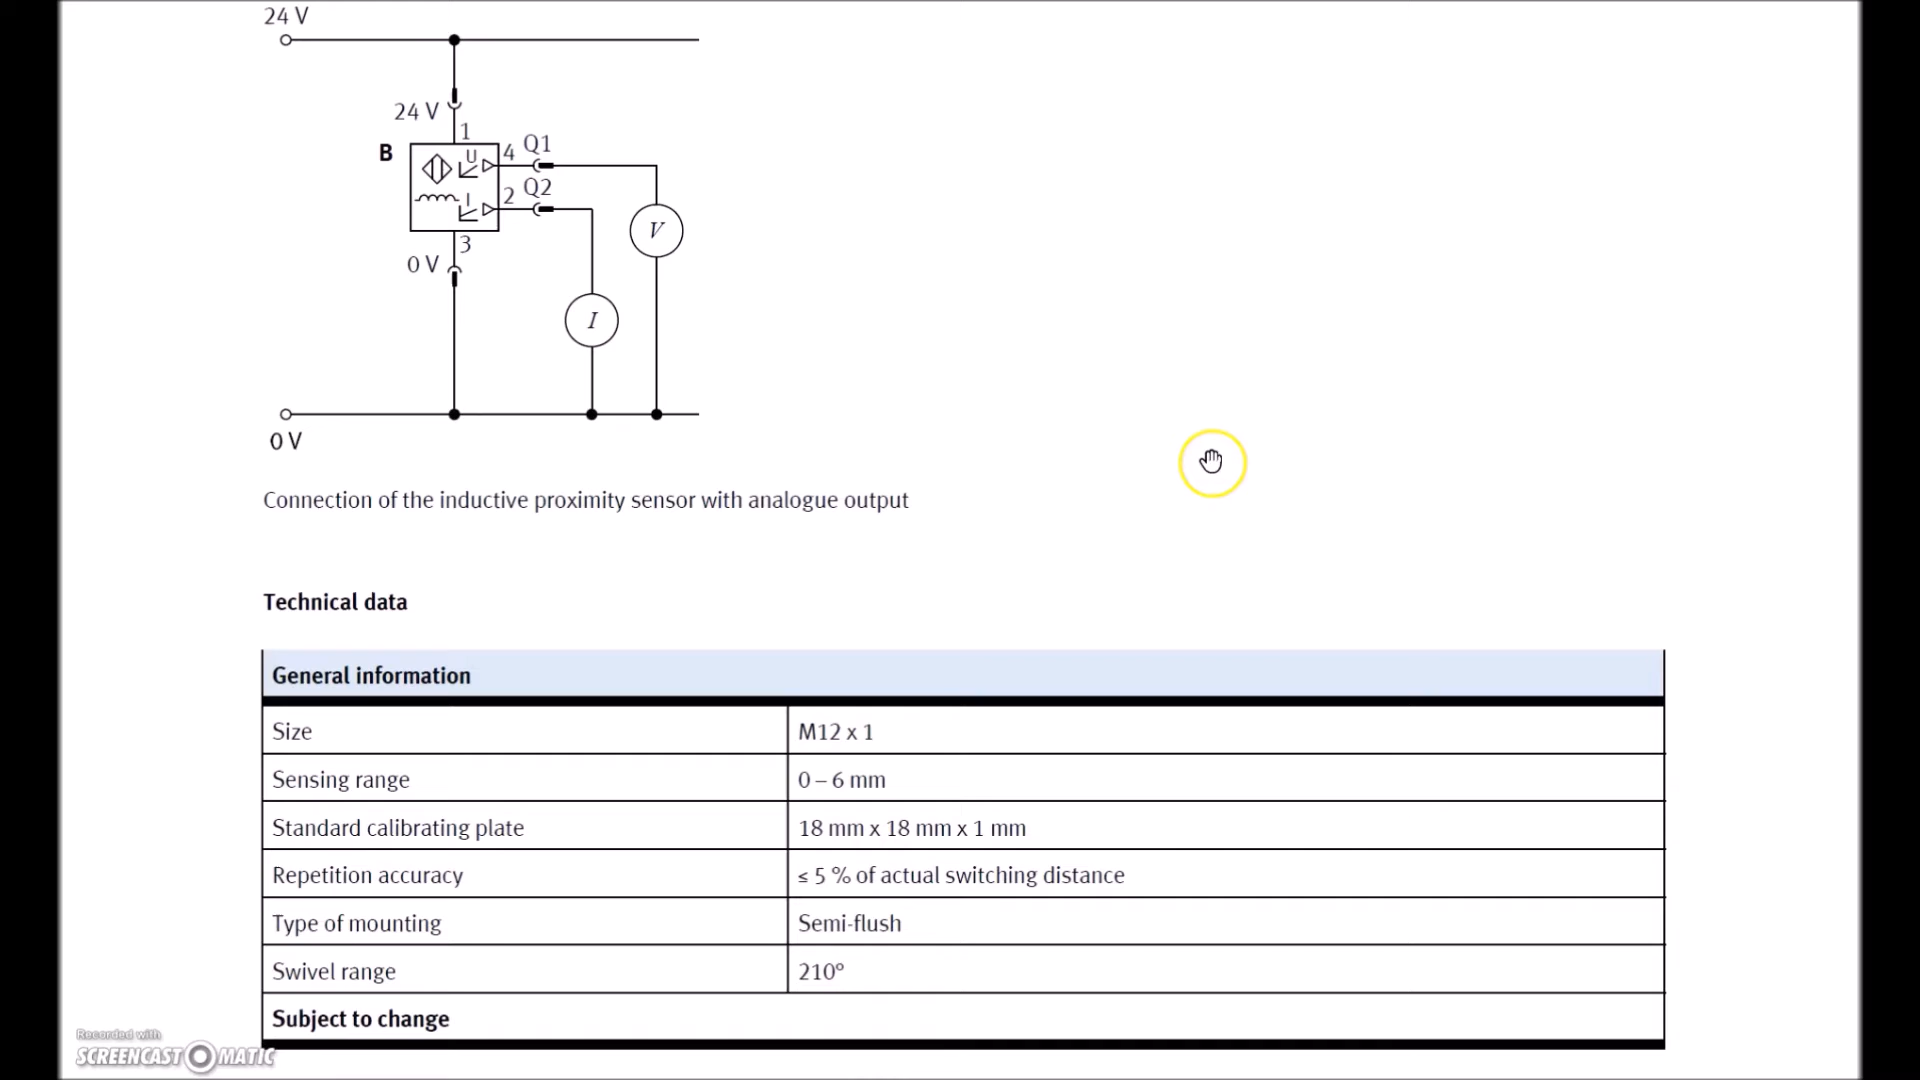 24 V
24 V
1
B
U
4 Q1
I
2 Q2
V
3
0 V
I
0 V
Connection of the inductive proximity sensor with analogue output
Technical data
General information
Size M12 x 1
Sensing range 0 – 6 mm
Standard calibrating plate 18 mm x 18 mm x 1 mm
Repetition accuracy ≤ 5 % of actual switching distance
Type of mounting Semi-flush
Swivel range 210°
Subject to change
Recorded with
SCREENCAST MATIC